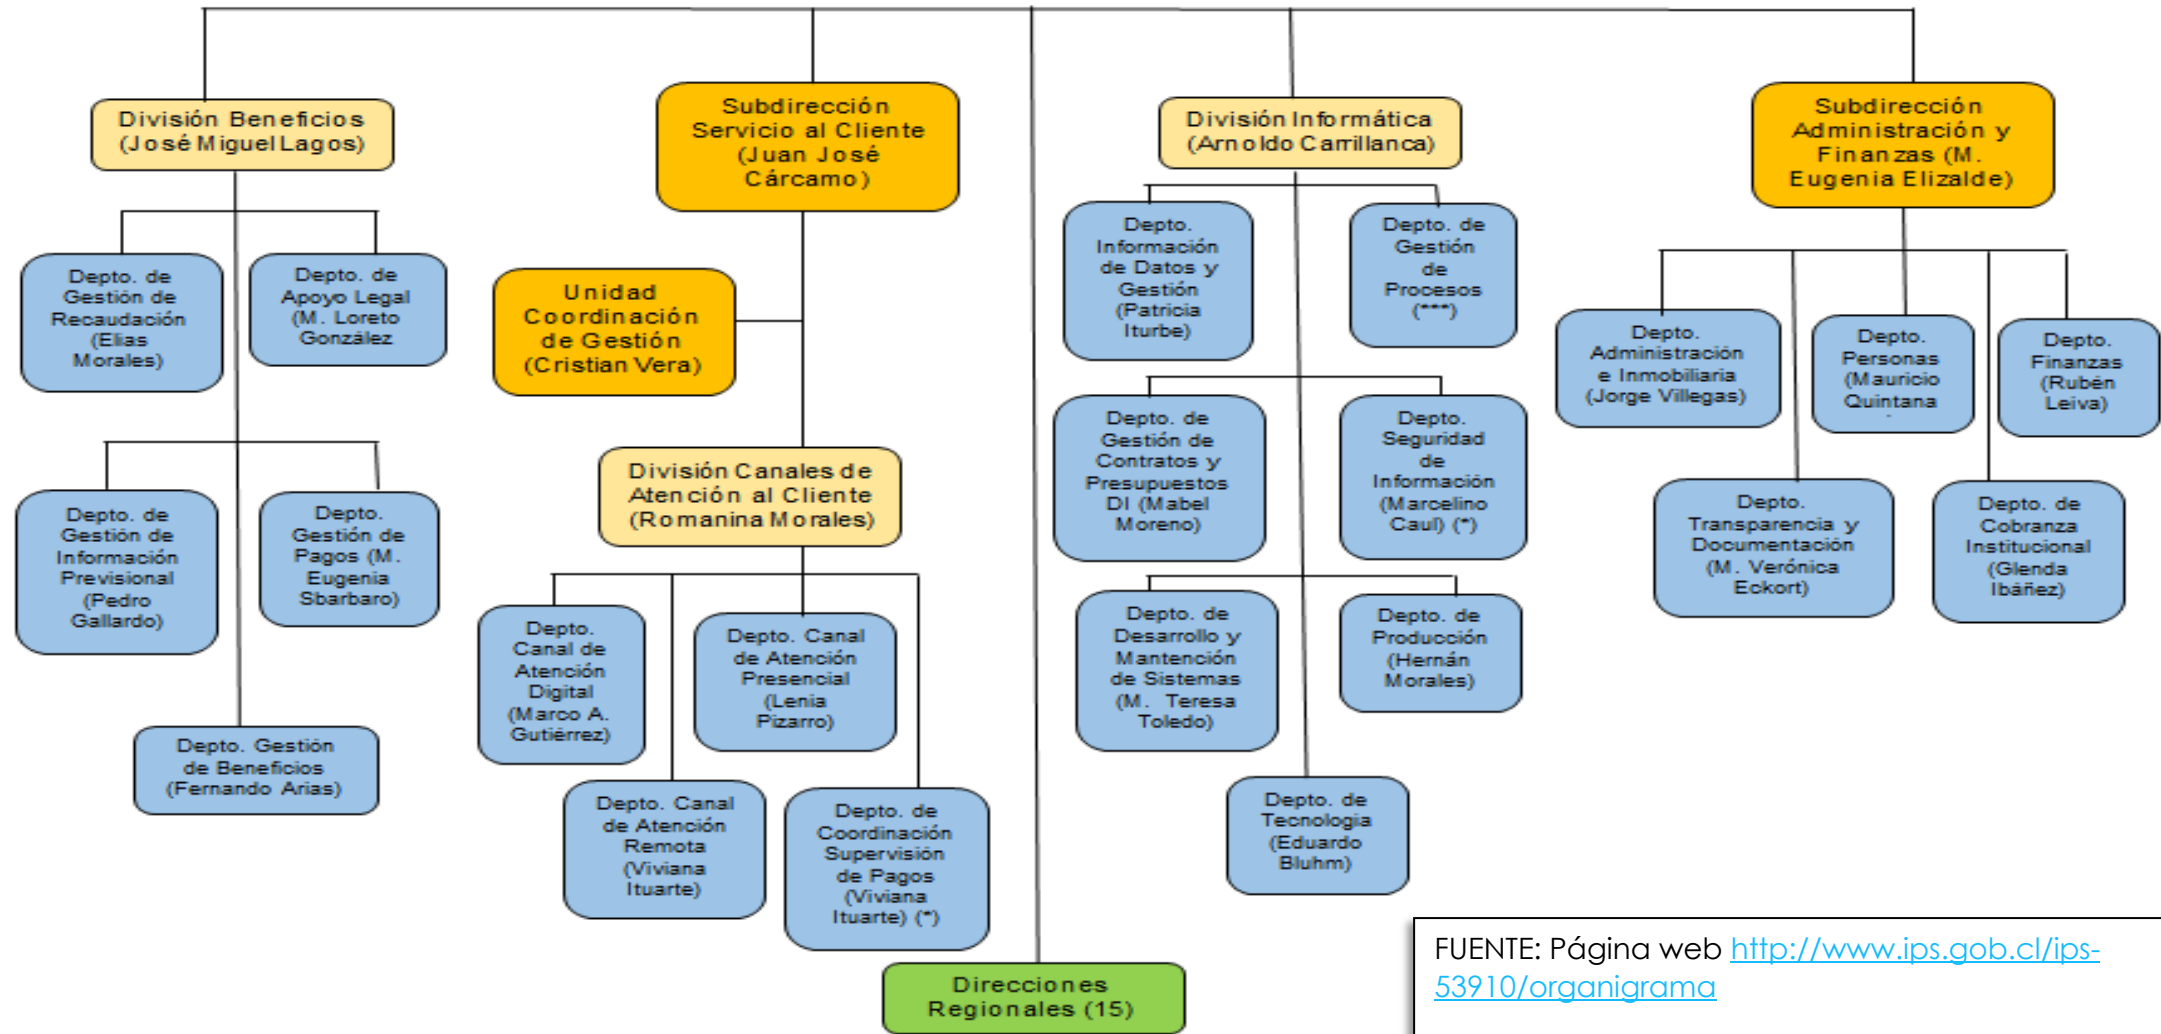 División Beneficios
(José Miguel Lagos)
Depto. de
Gestión de
Recaudación
(Elias
Morales)
Depto. de
Apoyo Legal
(M. Loreto
González
Depto. de
Gestión de
Información
Previsional
(Pedro
Gallardo)
Depto.
Gestión de
Pagos (M.
Eugenia
Sbarbaro)
Depto. Gestión
de Beneficios
(Fernando Arias)
Subdirección
Servicio al Cliente
(Juan José
Cárcamo)
Unidad
Coordinación
de Gestión
(Cristian Vera)
División Canales de
Atención al Cliente
(Romanina Morales)
Depto.
Canal de
Atención
Digital
(Marco A.
Gutiérrez)
Depto. Canal
de Atención
Presencial
(Lenia
Pizarro)
Depto. Canal
de Atención
Remota
(Viviana
Ituarte)
Depto. de
Coordinación
Supervisión
de Pagos
(Viviana
Ituarte) (*)
Direcciones
Regionales (15)
División Informática
(Arnoldo Carrillanca)
Depto.
Información
de Datos y
Gestión
(Patricia
Iturbe)
Depto. de
Gestión
de
Procesos
(***)
Depto. de
Gestión de
Contratos y
Presupuestos
DI (Mabel
Moreno)
Depto.
Seguridad
de
Información
(Marcelino
Caul) (*)
Depto. de
Desarrollo y
Mantención
de Sistemas
(M. Teresa
Toledo)
Depto. de
Producción
(Hernán
Morales)
Depto. de
Tecnologia
(Eduardo
Bluhm)
Subdirección
Administración y
Finanzas (M.
Eugenia Elizalde)
Depto.
Administración
e Inmobiliaria
(Jorge Villegas)
Depto.
Personas
(Mauricio
Quintana
Depto.
Finanzas
(Rubén
Leiva)
Depto.
Transparencia y
Documentación
(M. Verónica
Eckort)
Depto. de
Cobranza
Institucional
(Glenda
Ibáñez)
FUENTE: Página web http://www.ips.gob.cl/ips-
53910/organigrama